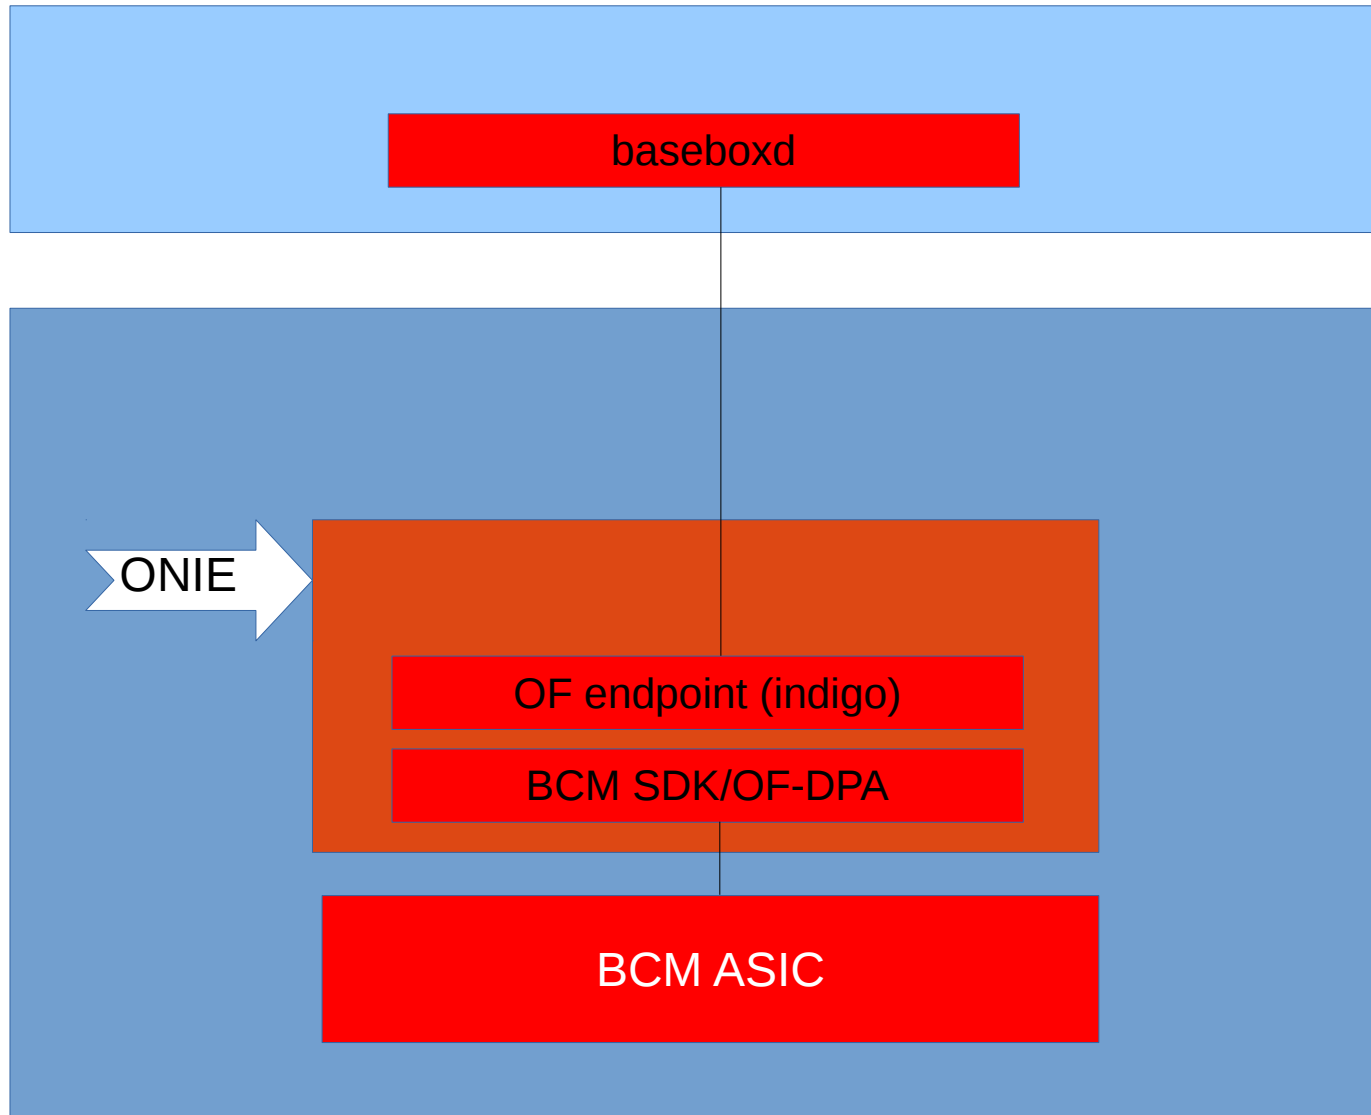 baseboxd
ONIE
OF endpoint (indigo)
BCM SDK/OF-DPA
BCM ASIC